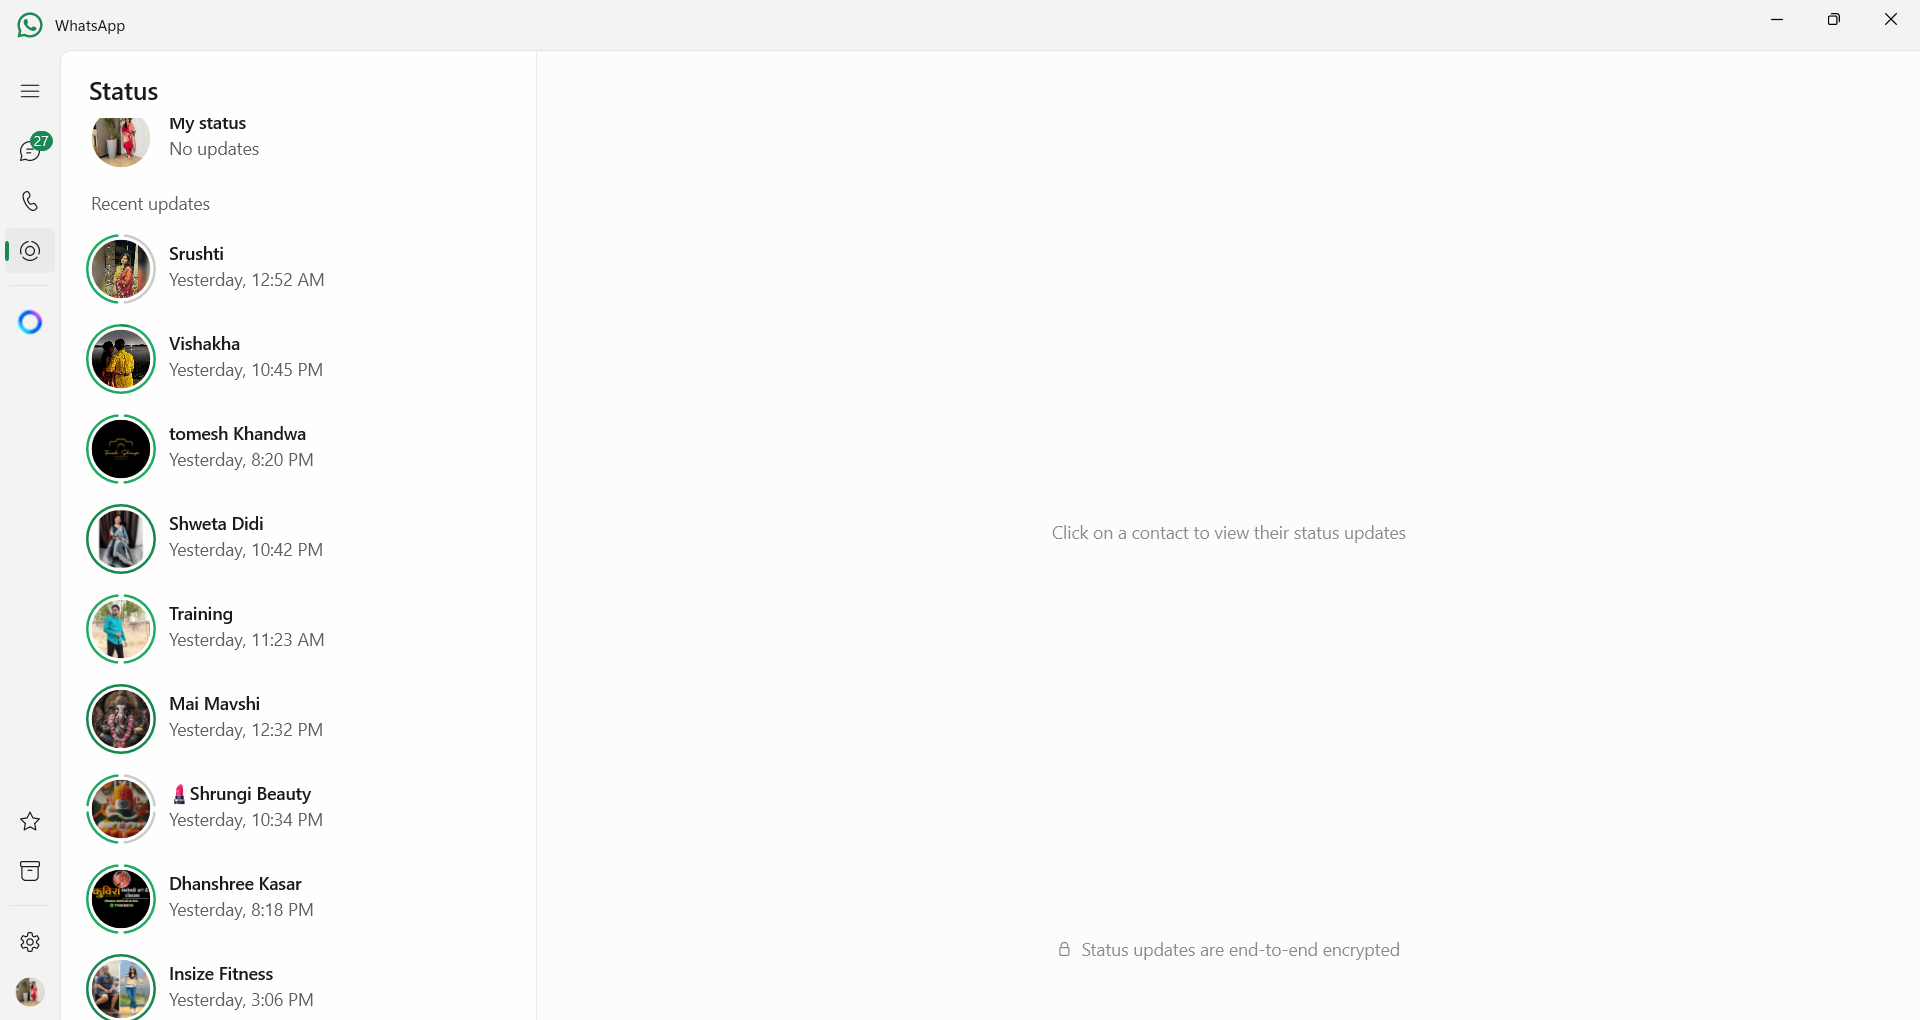 WhatsApp
Status
27
My status
No updates
Recent updates
Srushti
Yesterday, 12:52 AM
Vishakha
Yesterday, 10:45 PM
tomesh Khandwa
Yesterday, 8:20 PM
Shweta Didi
Yesterday, 10:42 PM
Click on a contact to view their status updates
Training
Yesterday, 11:23 AM
Mai Mavshi
Yesterday, 12:32 PM
💄Shrungi Beauty
Yesterday, 10:34 PM
Dhanshree Kasar
Yesterday, 8:18 PM
Status updates are end-to-end encrypted
Insize Fitness
Yesterday, 3:06 PM